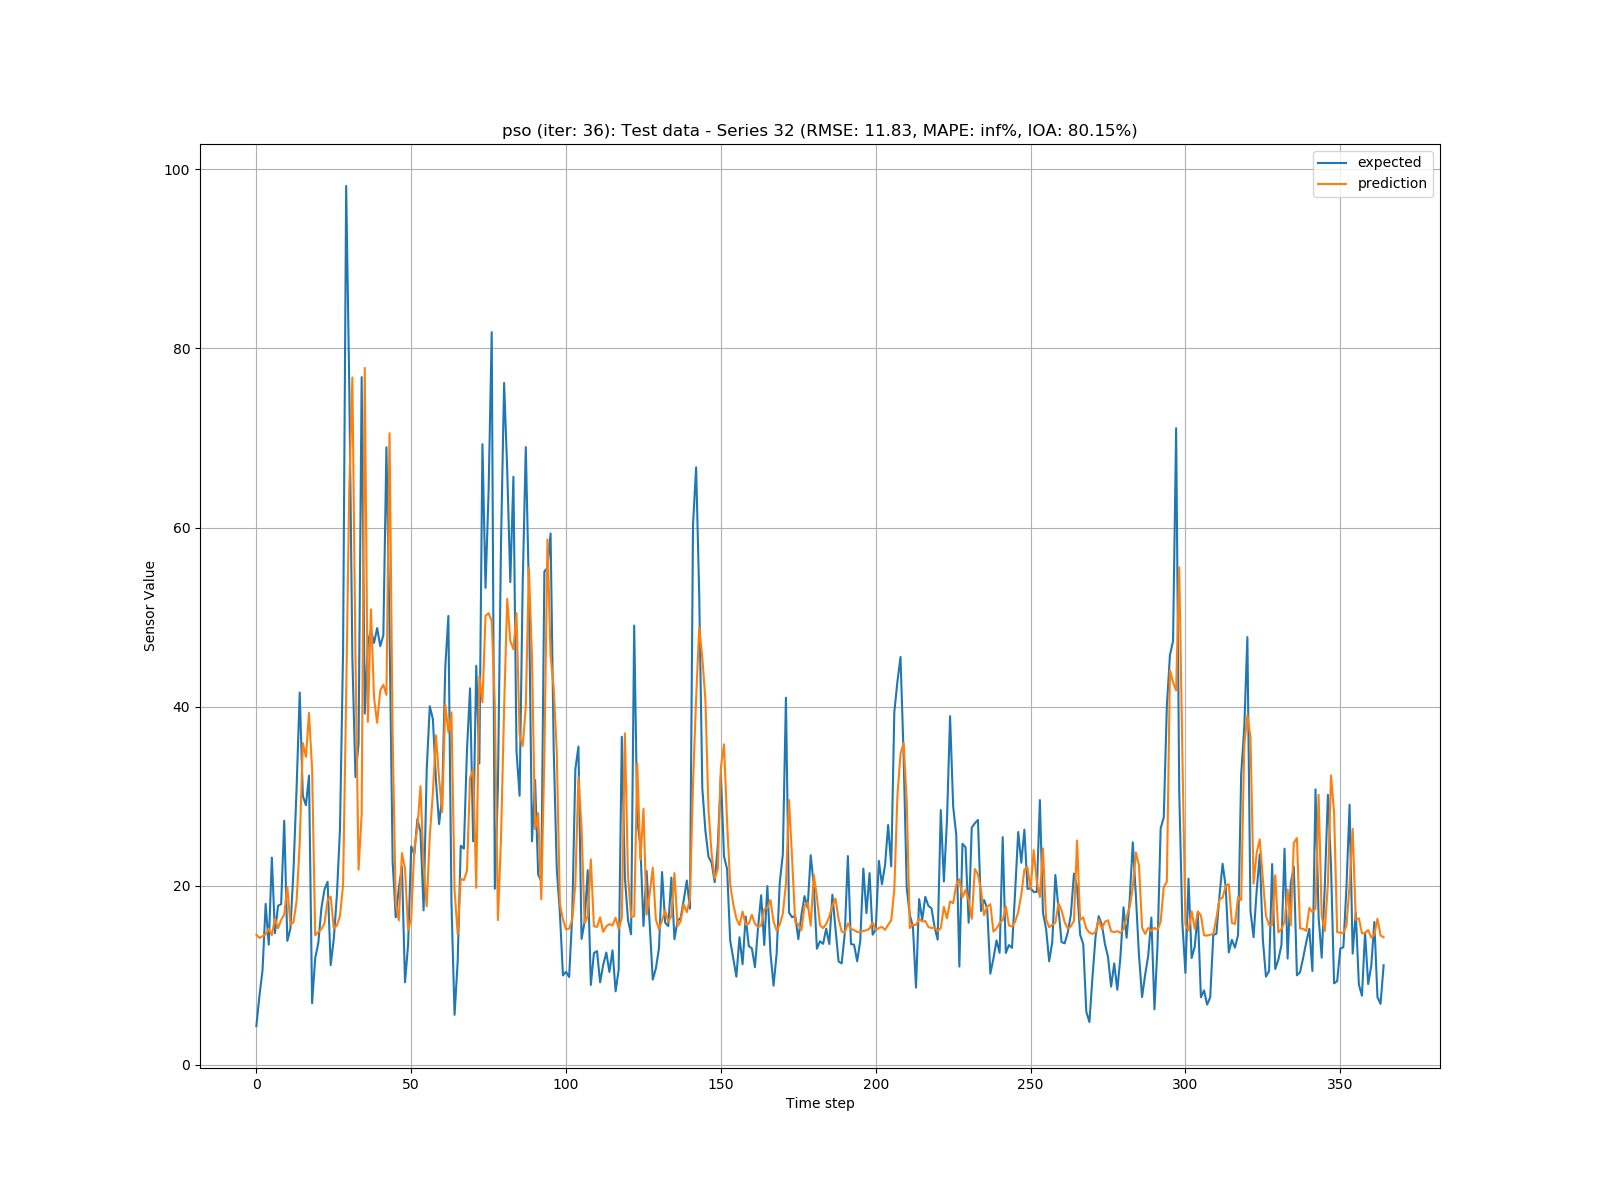 pso (iter: 36): Test data - Series 32 (RMSE: 11.83, MAPE: inf%, IOA: 80.15%)
expected
prediction
100
80
60
40
20
0
Sensor Value
0 50 100 150 200 250 300 350
Time step